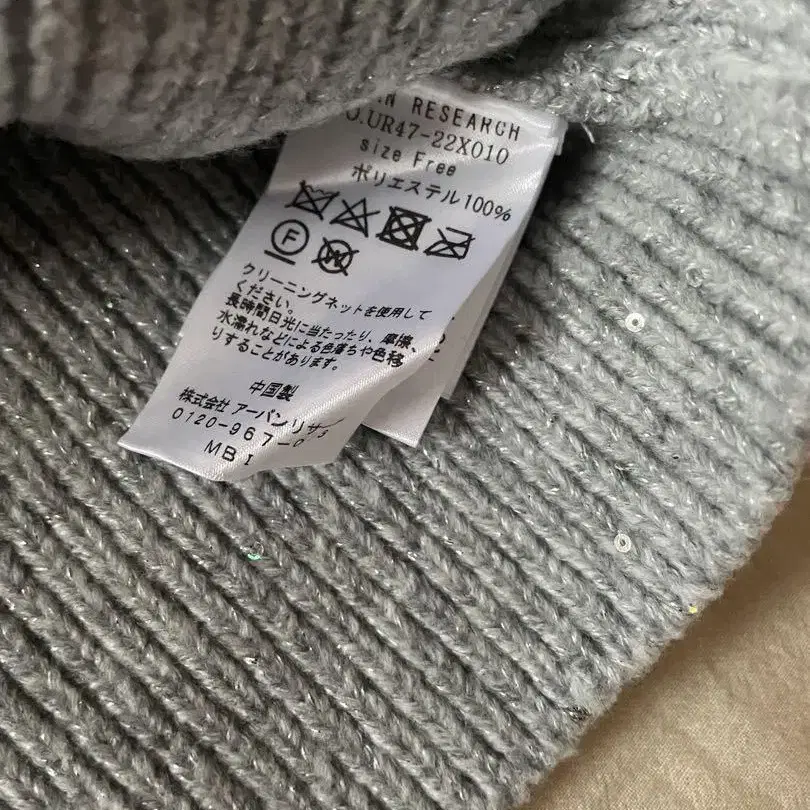 RESEARCH
.UR47-22X010
size Free
ポリエステル100%
F
W
クリーニングネットを使用して
ください。
長時間日光に当たったり、摩擦、
水濡れなどによる色落ちや色移
りすることがあります。
中国製
株式会社 アーバンリサ
0120-967-
MBI